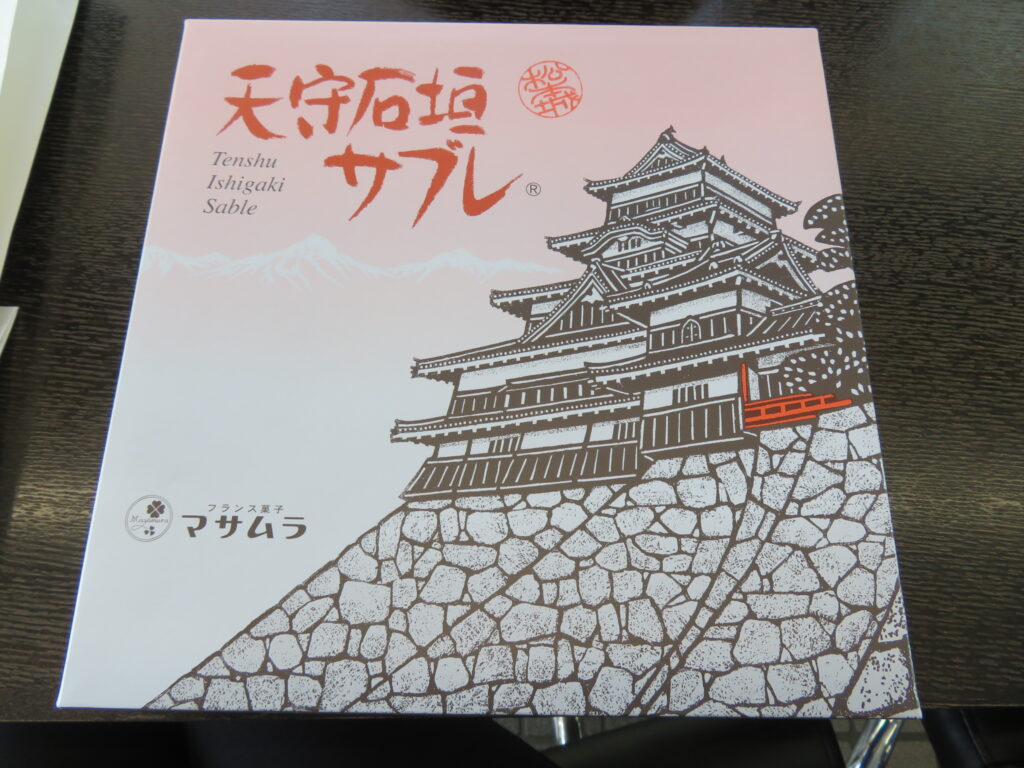 天守石垣
サブレ
®
Tenshu
Ishigaki
Sable
フランス菓子
マサムラ
Masamura